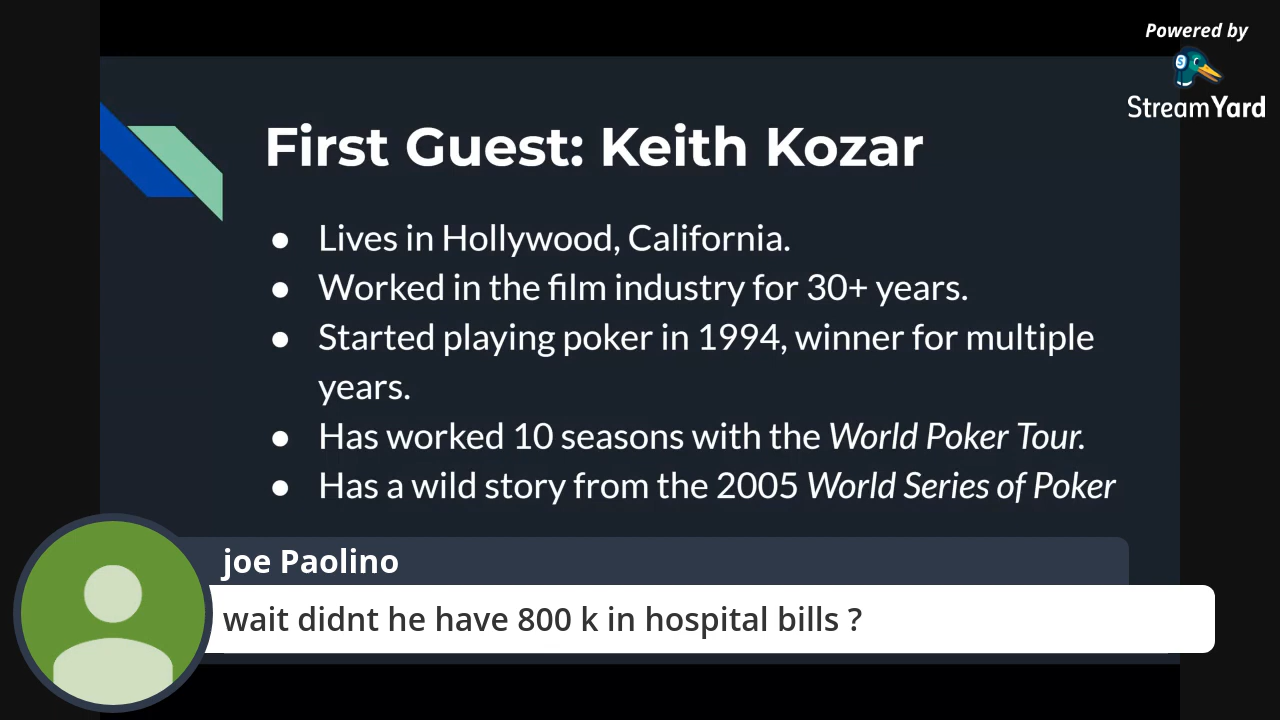 Powered by
StreamYard
First Guest: Keith Kozar
● Lives in Hollywood, California.
● Worked in the film industry for 30+ years.
● Started playing poker in 1994, winner for multiple
years.
● Has worked 10 seasons with the World Poker Tour.
● Has a wild story from the 2005 World Series of Poker
joe Paolino
wait didnt he have 800 k in hospital bills ?